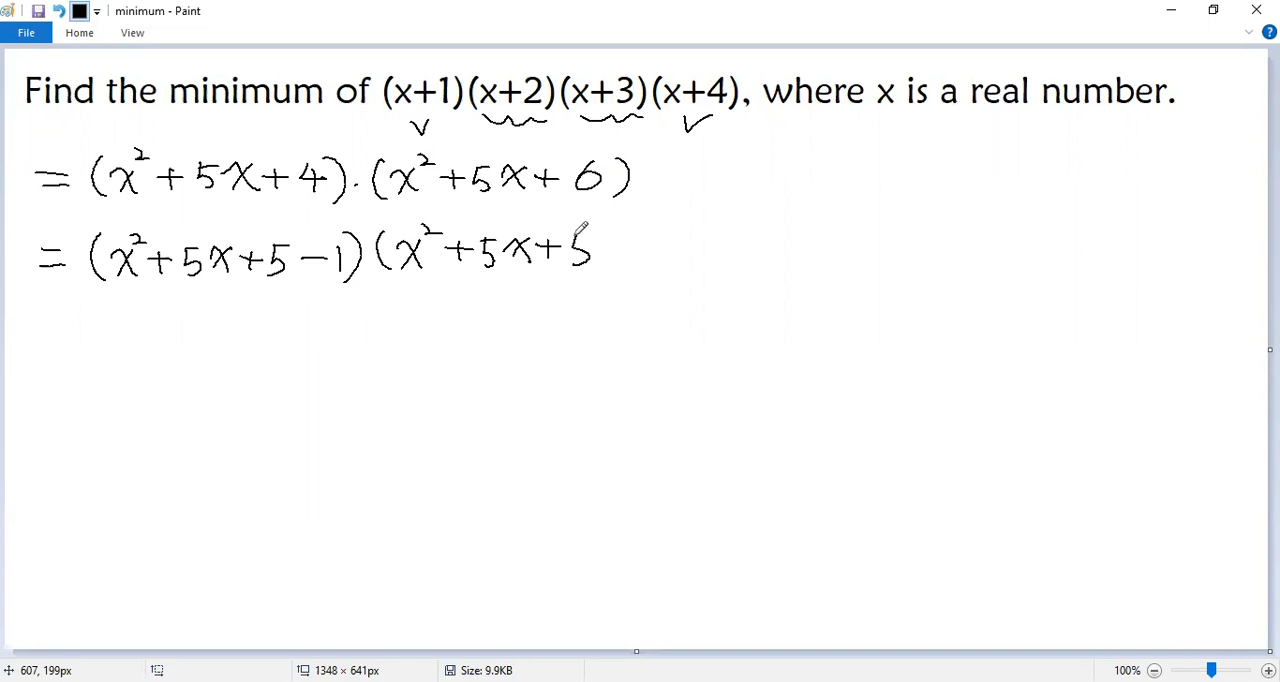 minimum - Paint
File Home View
Find the minimum of (x+1)(x+2)(x+3)(x+4), where x is a real number.
= (x²+5x+4).(x²+5x+6)
= (x²+5x+5-1)(x²+5x+5
607, 199px 1348 × 641px Size: 9.9KB 100%